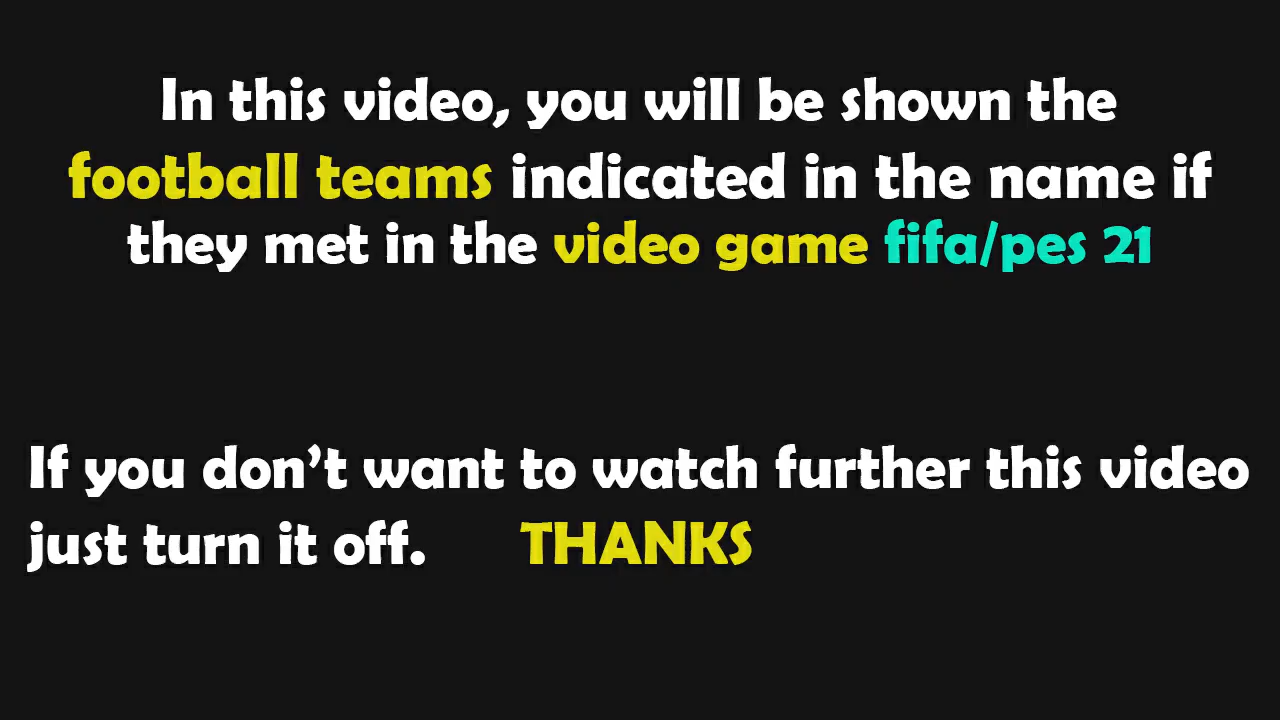 In this video, you will be shown the
football teams indicated in the name if
they met in the video game fifa/pes 21
If you don’t want to watch further this video
just turn it off. THANKS